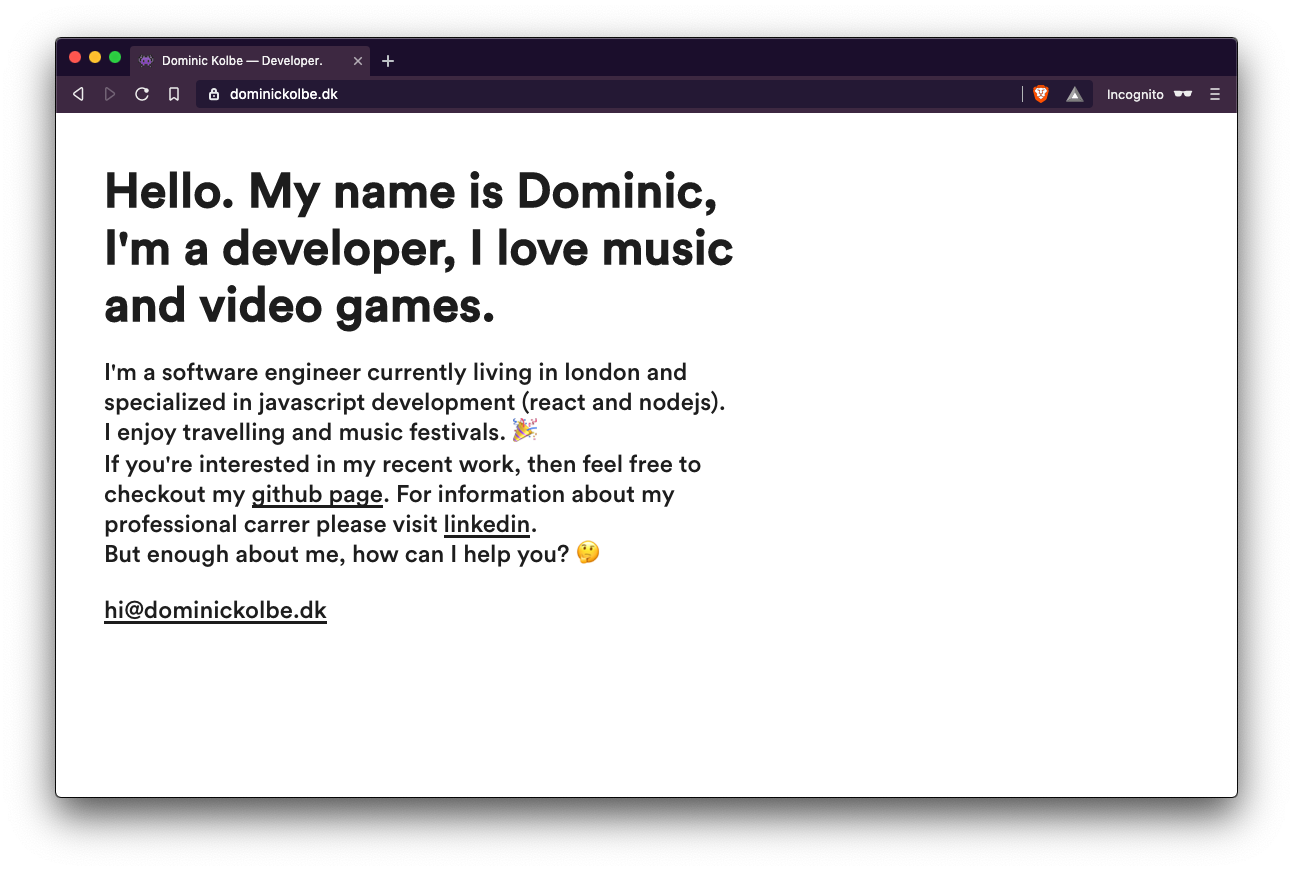 Dominic Kolbe — Developer.
dominickolbe.dk
Incognito
Hello. My name is Dominic,
I'm a developer, I love music
and video games.
I'm a software engineer currently living in london and
specialized in javascript development (react and nodejs).
I enjoy travelling and music festivals. 🎉
If you're interested in my recent work, then feel free to
checkout my github page. For information about my
professional carrer please visit linkedin.
But enough about me, how can I help you? 🤔
hi@dominickolbe.dk